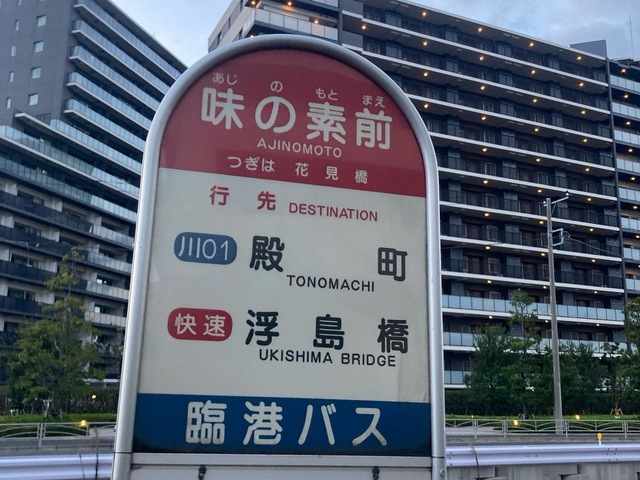 あじ の もと まえ
味の素前
AJINOMOTO
つぎは 花見橋
行先 DESTINATION
川01 殿町
TONOMACHI
快速 浮島橋
UKISHIMA BRIDGE
臨港バス